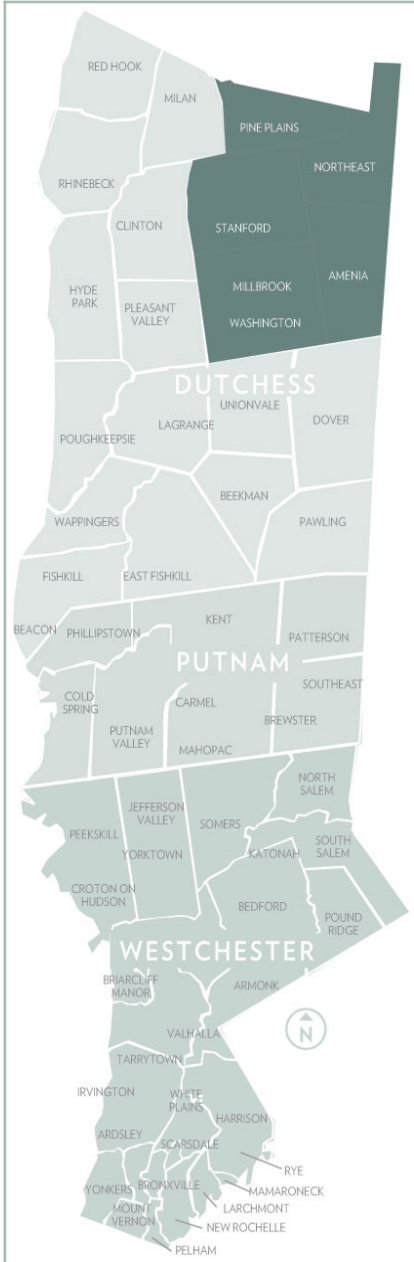 RED HOOK
MILAN
PINE PLAINS
NORTHEAST
RHINEBECK
CLINTON
STANFORD
AMENIA
HYDE
PARK
MILLBROOK
PLEASANT
VALLEY
WASHINGTON
DUTCHESS
UNIONVALE
LAGRANGE
DOVER
POUGHKEEPSIE
BEEKMAN
WAPPINGERS
PAWLING
FISHKILL
EAST FISHKILL
KENT
BEACON
PHILLIPSTOWN
PATTERSON
PUTNAM
SOUTHEAST
COLD
SPRING
CARMEL
BREWSTER
PUTNAM
VALLEY
MAHOPAC
NORTH
SALEM
JEFFERSON
VALLEY
PEEKSKILL
SOMERS
SOUTH
SALEM
YORKTOWN
KATONAH
CROTON ON
HUDSON
BEDFORD
POUND
RIDGE
WESTCHESTER
BRIARCLIFF
MANOR
ARMONK
N
VALHALLA
TARRYTOWN
IRVINGTON
WHITE
PLAINS
HARRISON
ARDSLEY
SCARSDALE
RYE
YONKERS
BRONXVILLE
MAMARONECK
MOUNT
VERNON
LARCHMONT
NEW ROCHELLE
PELHAM